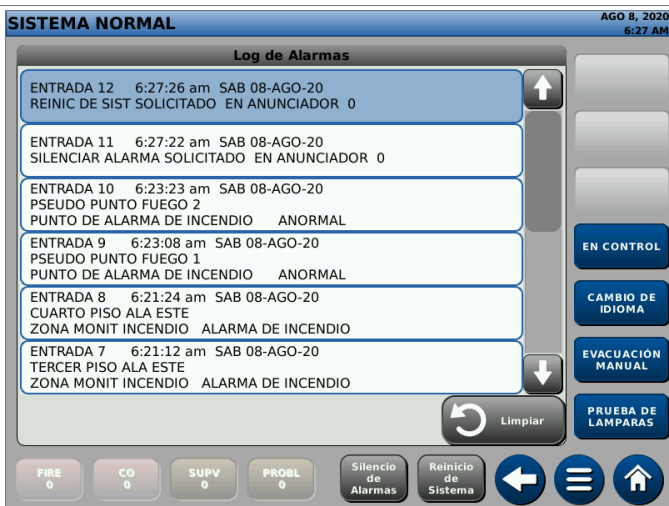 SISTEMA NORMAL
AGO 8, 2020
6:27 AM
Log de Alarmas
ENTRADA 12 6:27:26 am SAB 08-AGO-20
REINIC DE SIST SOLICITADO EN ANUNCIADOR 0
ENTRADA 11 6:27:22 am SAB 08-AGO-20
SILENCIAR ALARMA SOLICITADO EN ANUNCIADOR 0
ENTRADA 10 6:23:23 am SAB 08-AGO-20
PSEUDO PUNTO FUEGO 2
PUNTO DE ALARMA DE INCENDIO ANORMAL
ENTRADA 9 6:23:08 am SAB 08-AGO-20
PSEUDO PUNTO FUEGO 1
PUNTO DE ALARMA DE INCENDIO ANORMAL
ENTRADA 8 6:21:24 am SAB 08-AGO-20
CUARTO PISO ALA ESTE
ZONA MONIT INCENDIO ALARMA DE INCENDIO
ENTRADA 7 6:21:12 am SAB 08-AGO-20
TERCER PISO ALA ESTE
ZONA MONIT INCENDIO ALARMA DE INCENDIO
Limpiar
EN CONTROL
CAMBIO DE
IDIOMA
EVACUACIÓN
MANUAL
PRUEBA DE
LAMPARAS
FIRE
0
CO
0
SUPV
0
PROBL
0
Silencio
de
Alarmas
Reinicio
de
Sistema